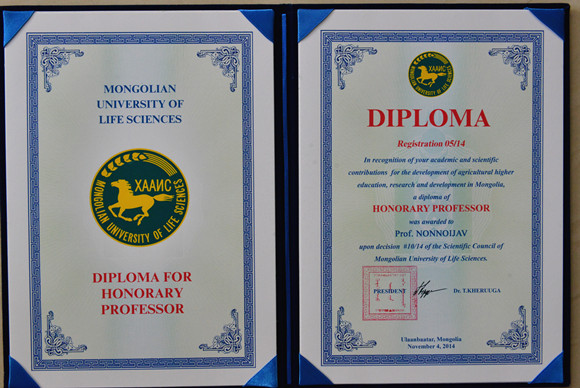 MONGOLIAN
UNIVERSITY OF
LIFE SCIENCES
ХААИС
MONGOLIAN UNIVERSITY OF LIFE SCIENCES
DIPLOMA FOR
HONORARY
PROFESSOR
ХААИС
DIPLOMA
Registration 05/14
In recognition of your academic and scientific
contributions for the development of agricultural higher
education, research and development in Mongolia,
a diploma of
HONORARY PROFESSOR
was awarded to
Prof. NONNOIJAV
upon decision #10/14 of the Scientific Council of
Mongolian University of Life Sciences.
PRESIDENT Dr. T.KHERUUGA
Ulaanbaatar, Mongolia
November 4, 2014